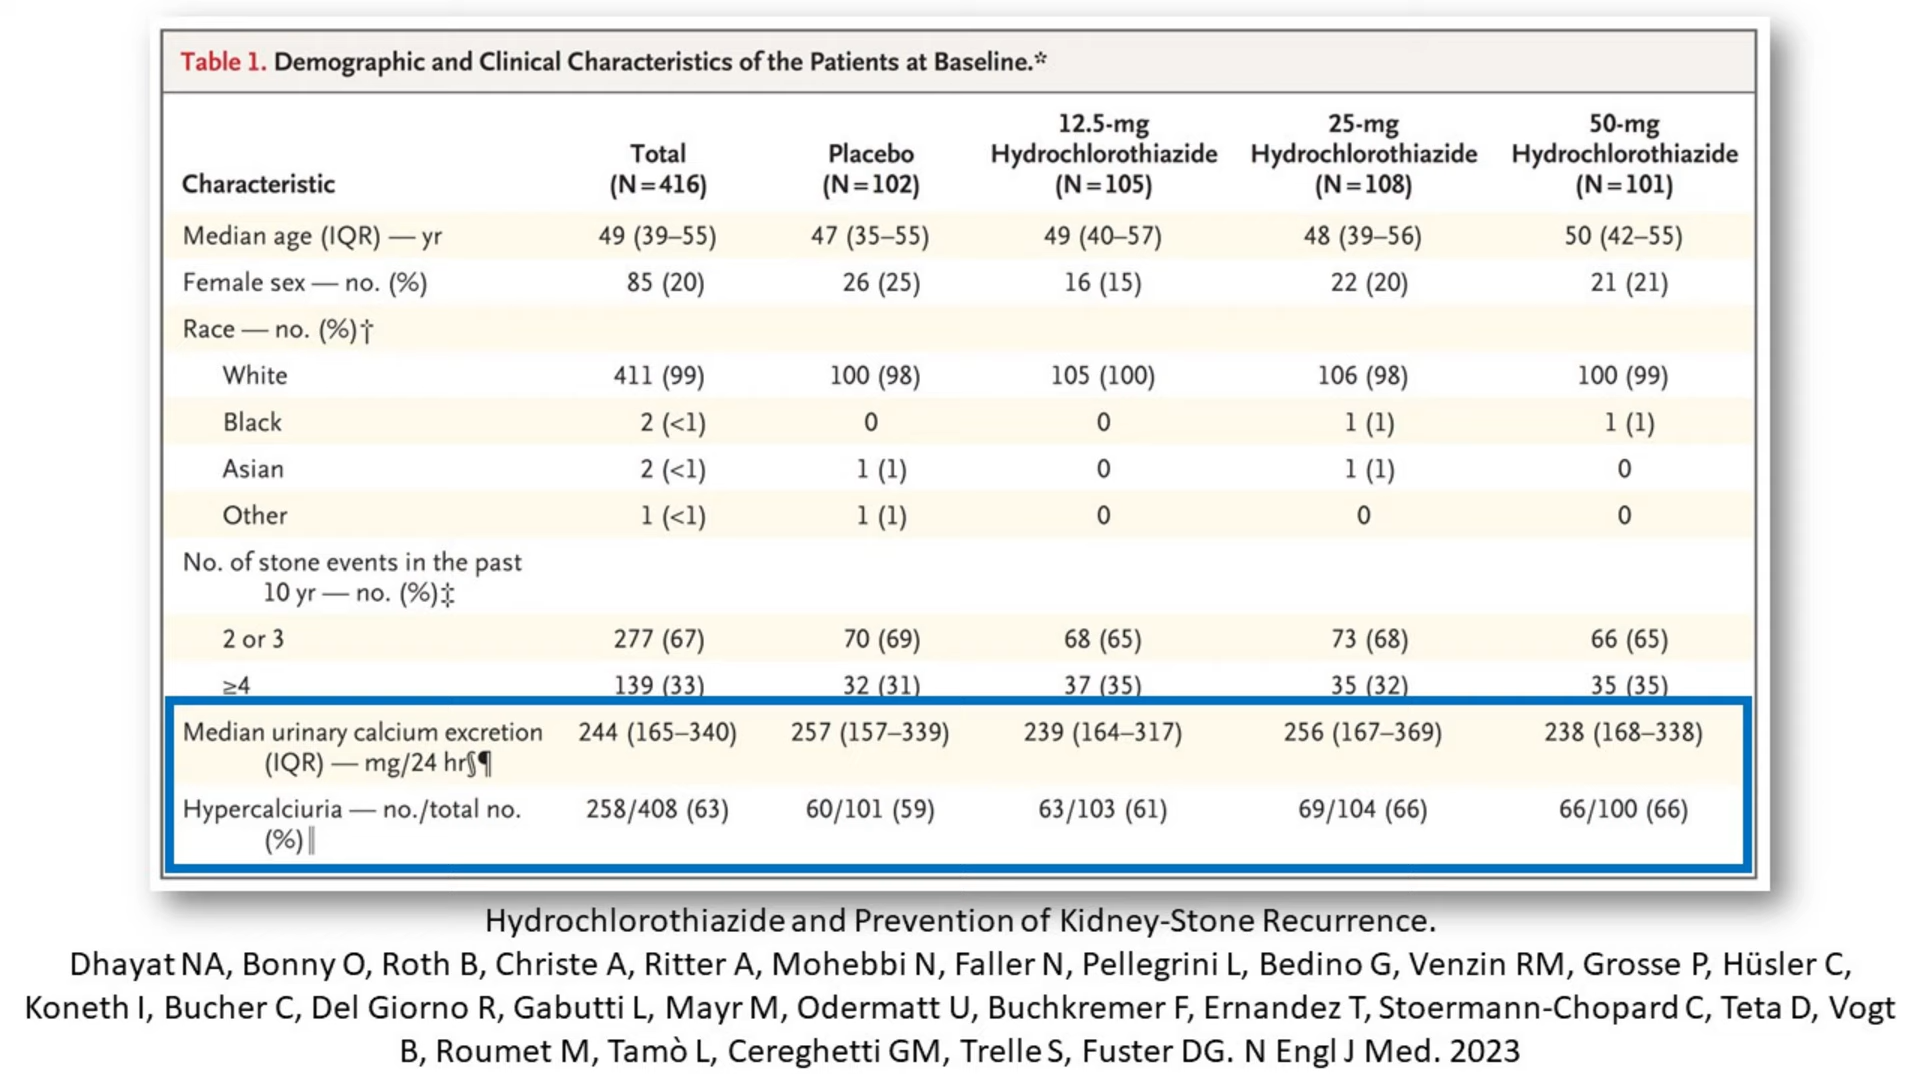 Table 1. Demographic and Clinical Characteristics of the Patients at Baseline.*
Characteristic
Total
(N=416)
Placebo
(N=102)
12.5-mg
Hydrochlorothiazide
(N=105)
25-mg
Hydrochlorothiazide
(N=108)
50-mg
Hydrochlorothiazide
(N=101)
Median age (IQR) — yr 49 (39–55) 47 (35–55) 49 (40–57) 48 (39–56) 50 (42–55)
Female sex — no. (%) 85 (20) 26 (25) 16 (15) 22 (20) 21 (21)
Race — no. (%)†
White 411 (99) 100 (98) 105 (100) 106 (98) 100 (99)
Black 2 (<1) 0 0 1 (1) 1 (1)
Asian 2 (<1) 1 (1) 0 1 (1) 0
Other 1 (<1) 1 (1) 0 0 0
No. of stone events in the past
10 yr — no. (%)‡
2 or 3 277 (67) 70 (69) 68 (65) 73 (68) 66 (65)
≥4 139 (33) 32 (31) 37 (35) 35 (32) 35 (35)
Median urinary calcium excretion 244 (165–340) 257 (157–339) 239 (164–317) 256 (167–369) 238 (168–338)
(IQR) — mg/24 hr§¶
Hypercalciuria — no./total no. 258/408 (63) 60/101 (59) 63/103 (61) 69/104 (66) 66/100 (66)
(%)‖
Hydrochlorothiazide and Prevention of Kidney-Stone Recurrence.
Dhayat NA, Bonny O, Roth B, Christe A, Ritter A, Mohebbi N, Faller N, Pellegrini L, Bedino G, Venzin RM, Grosse P, Hüsler C,
Koneth I, Bucher C, Del Giorno R, Gabutti L, Mayr M, Odermatt U, Buchkremer F, Ernandez T, Stoermann-Chopard C, Teta D, Vogt
B, Roumet M, Tamò L, Cereghetti GM, Trelle S, Fuster DG. N Engl J Med. 2023